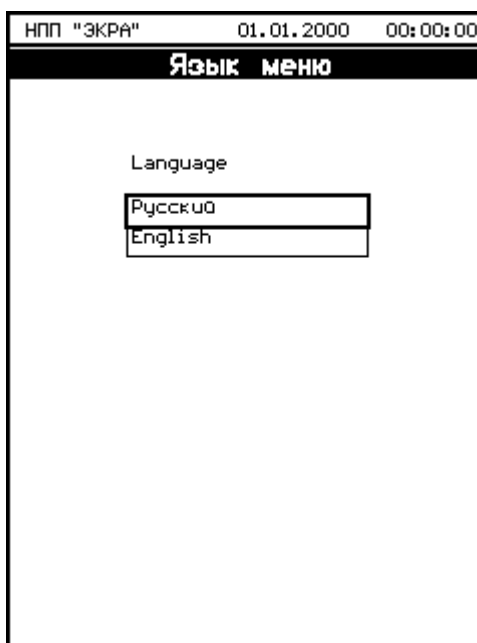 НПП "ЭКРА" 01.01.2000 00:00:00
Язык меню
Language
Русский
English